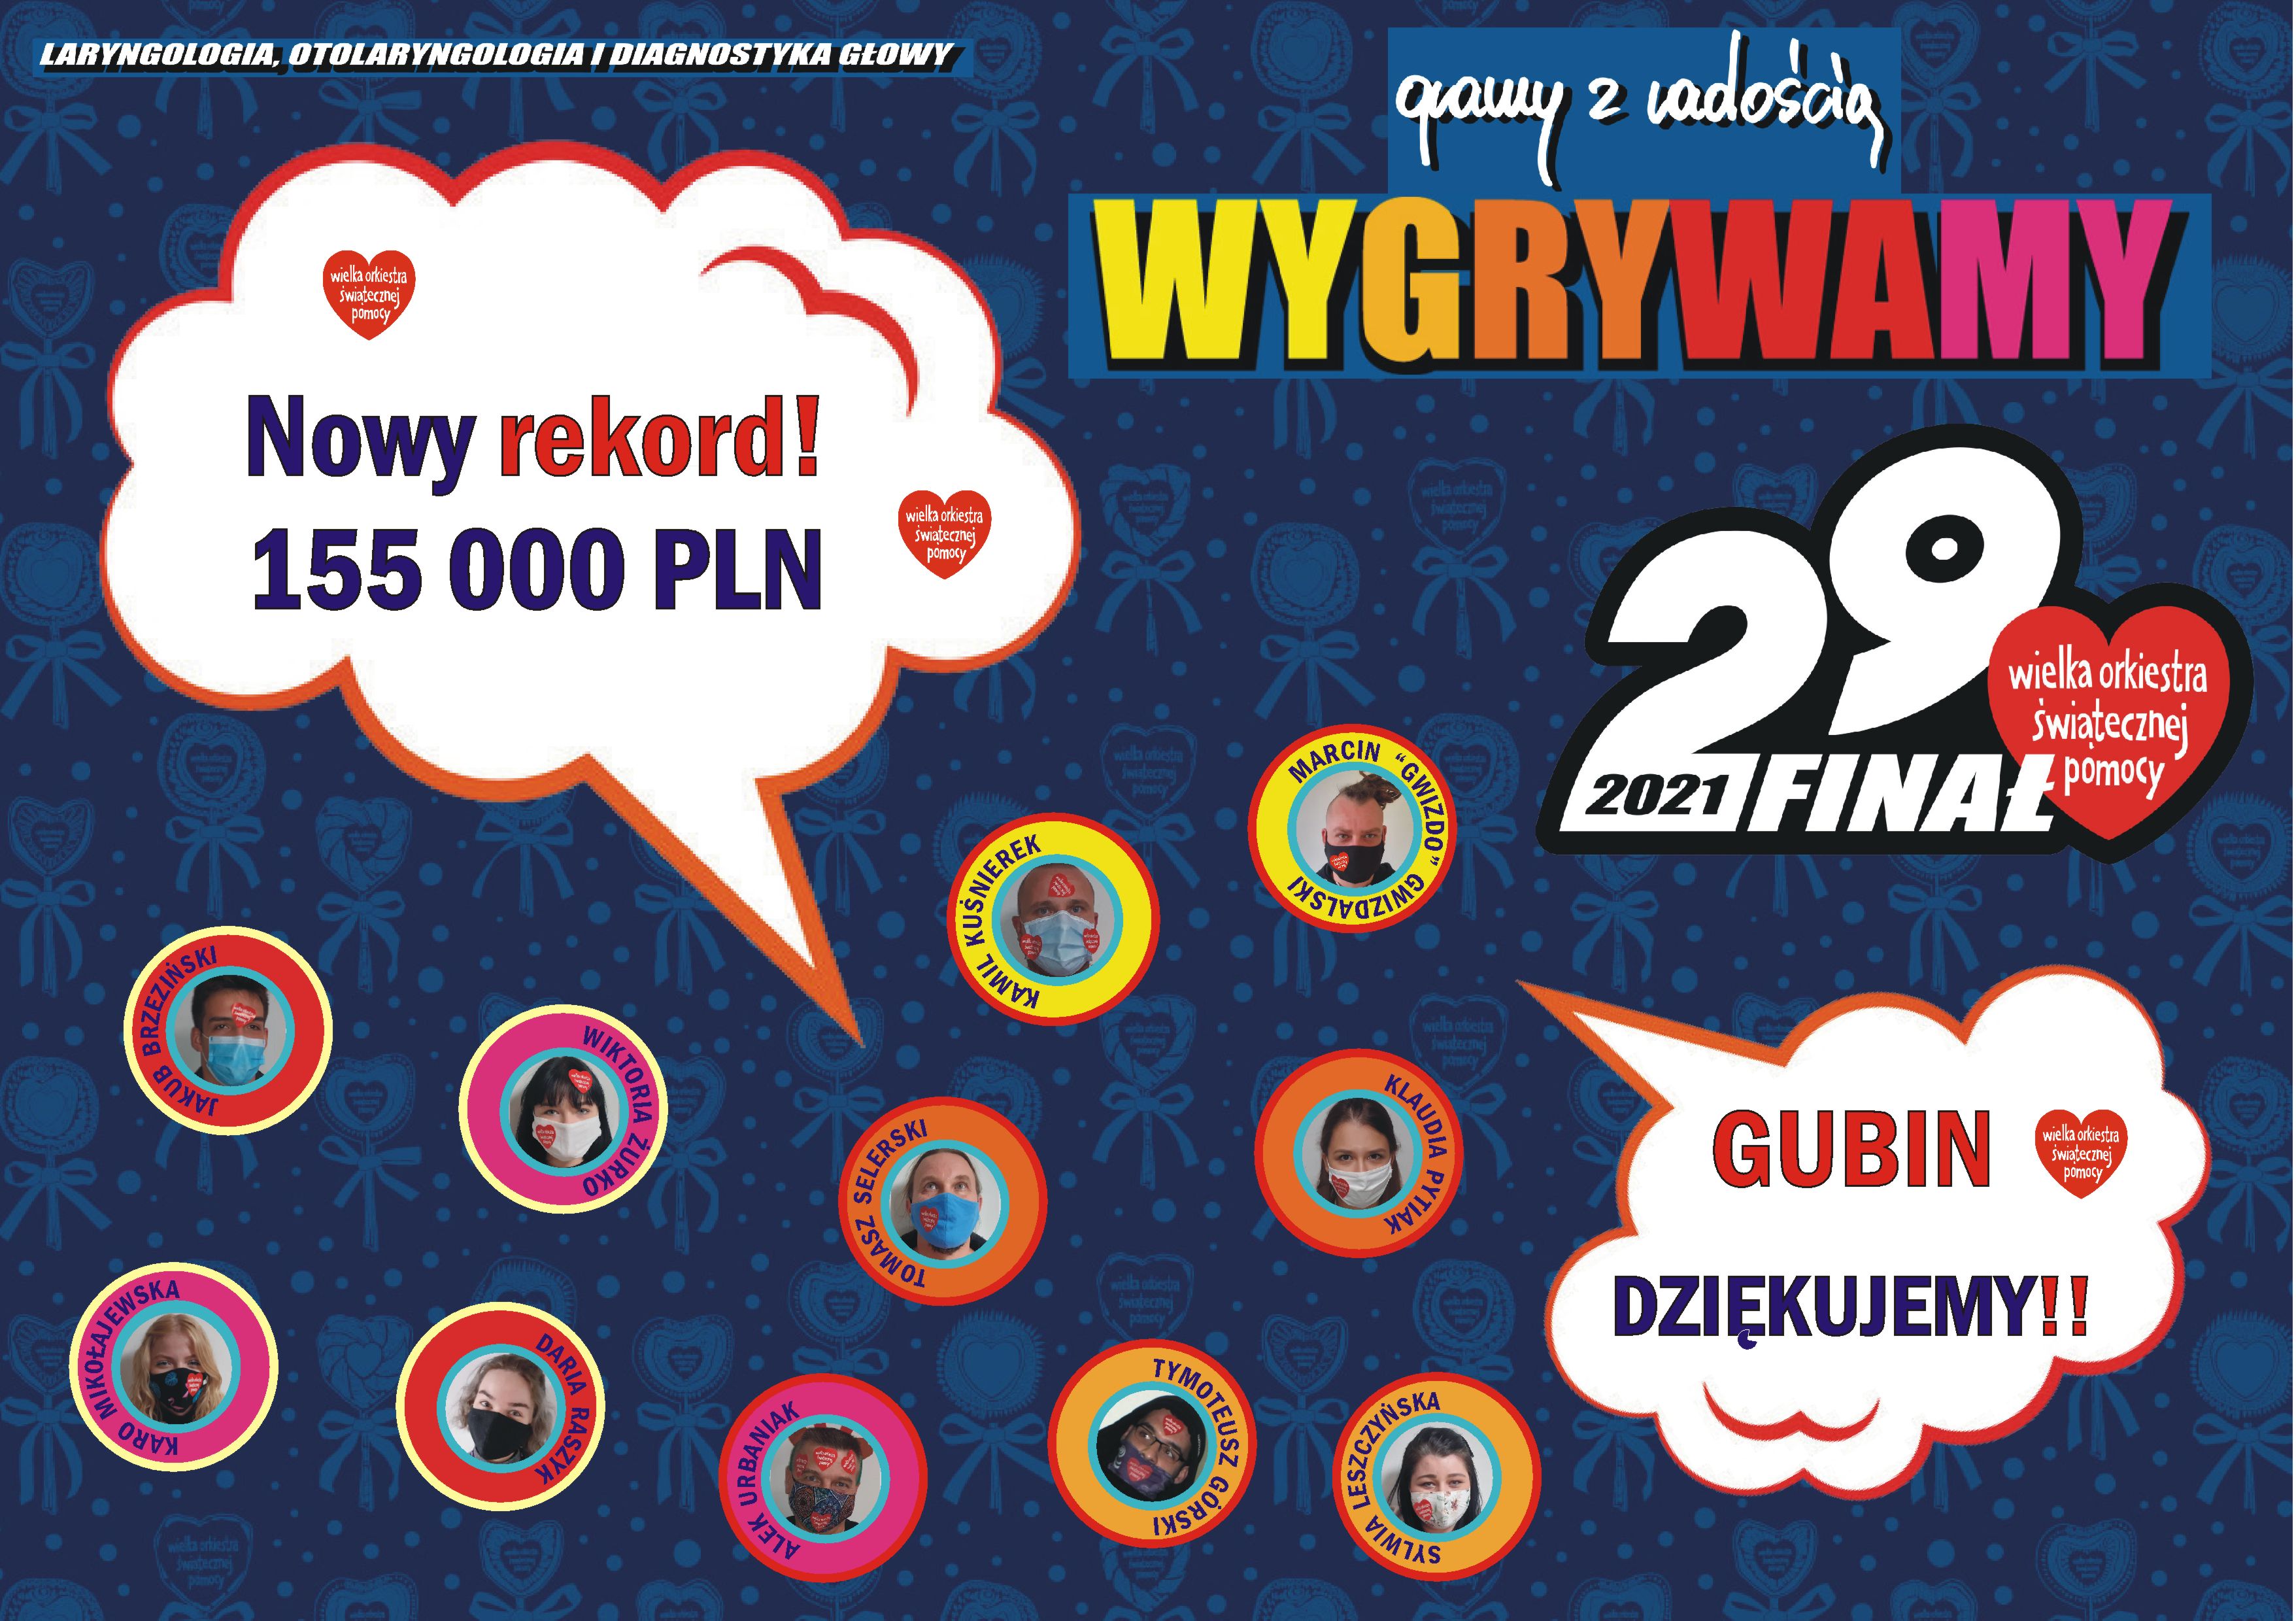 LARYNGOLOGIA, OTOLARYNGOLOGIA I DIAGNOSTYKA GŁOWY
gramy z radością
WYGRYWAMY
wielka orkiestra
świątecznej
pomocy
Nowy rekord!
155 000 PLN
wielka orkiestra
świątecznej
pomocy
29
2021 FINAŁ
wielka orkiestra
świątecznej
pomocy
MARCIN "GWIZDO" GWIZDALSKI
KAMIL KUŚNIEREK
JAKUB BRZEZIŃSKI
WIKTORIA ŻURKO
TOMASZ SELERSKI
KLAUDIA PYTIAK
GUBIN
wielka orkiestra
świątecznej
pomocy
DZIĘKUJEMY!!
KARO MIKOŁAJEWSKA
DARIA RASZYK
ALEK URBANIAK
TYMOTEUSZ GÓRSKI
SYLWIA LESZCZYŃSKA